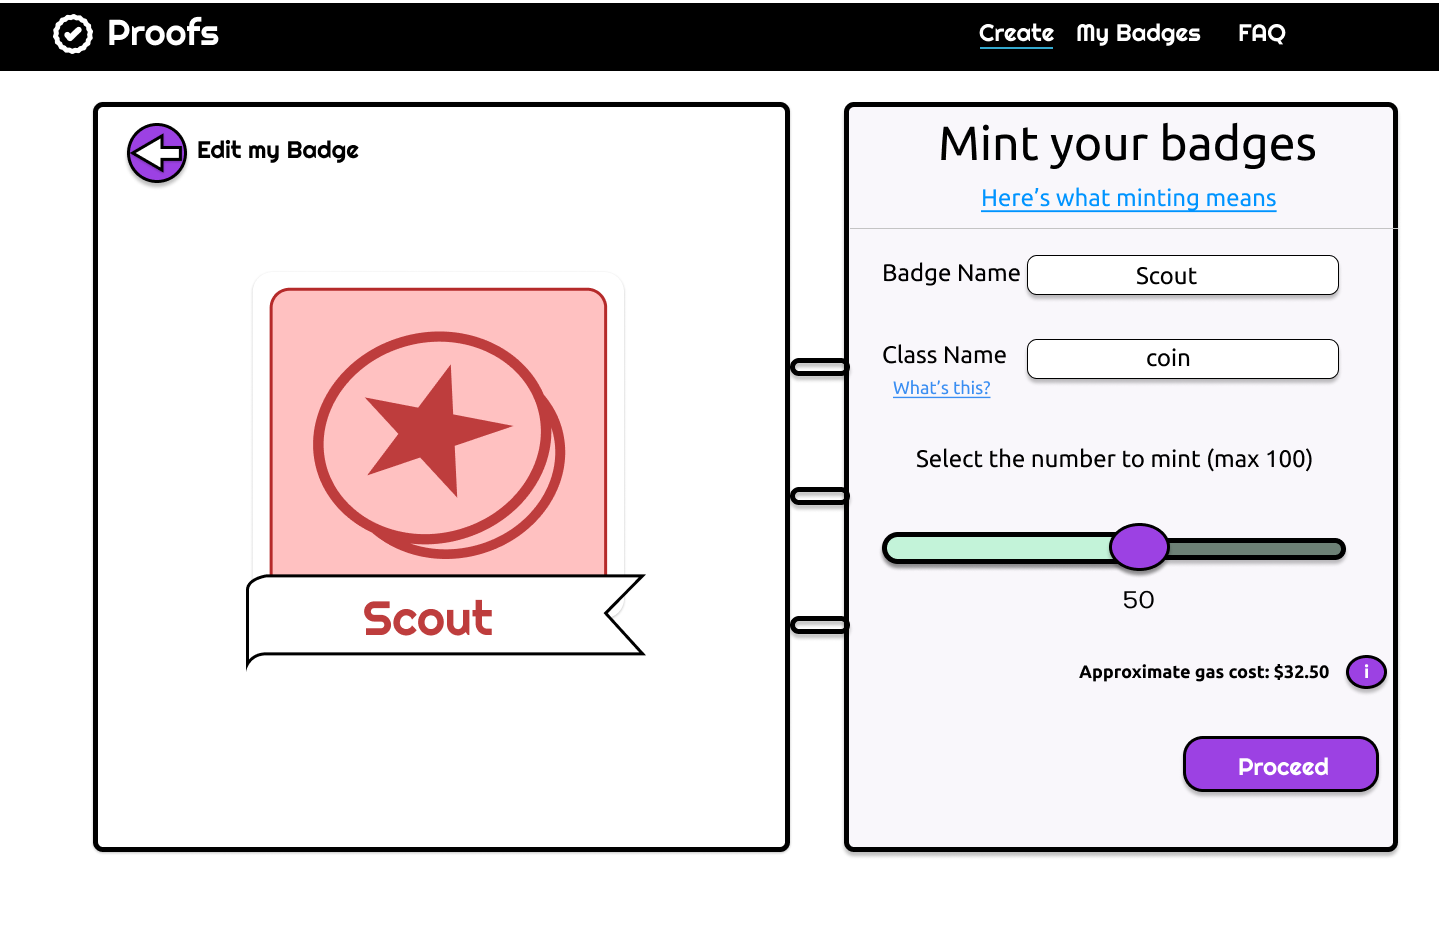 Proofs
Create My Badges FAQ
Edit my Badge
Scout
Mint your badges
Here’s what minting means
Badge Name Scout
Class Name coin
What’s this?
Select the number to mint (max 100)
50
Approximate gas cost: $32.50 i
Proceed